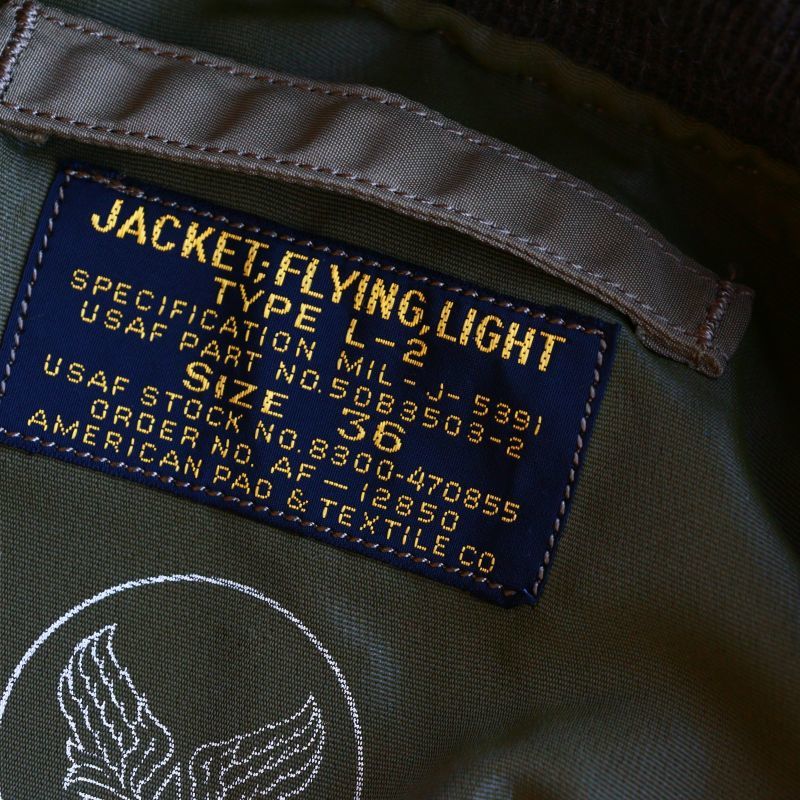 JACKET, FLYING, LIGHT
TYPE L-2
SPECIFICATION MIL-J-5391
USAF PART NO. 50B3503-2
SIZE 36
USAF STOCK NO. 8300-470855
ORDER NO. AF-12850
AMERICAN PAD & TEXTILE CO